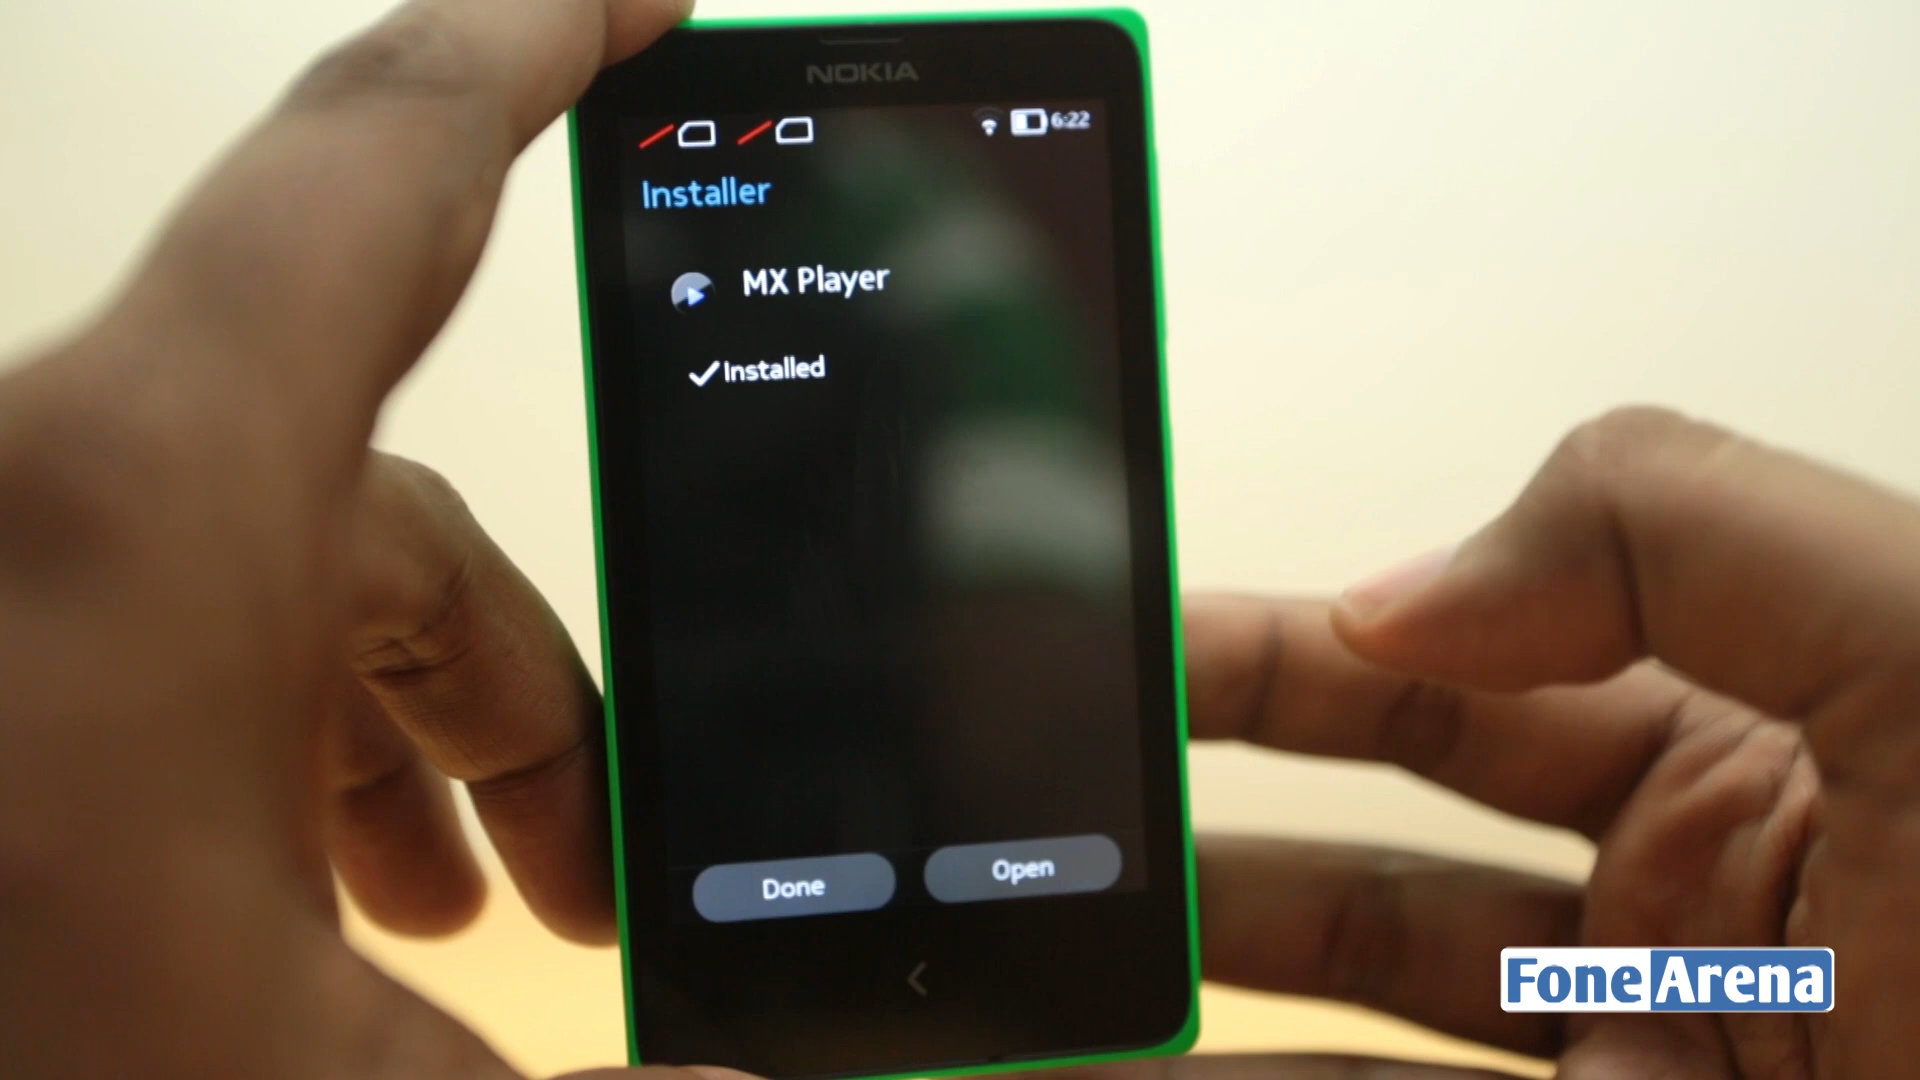 NOKIA
6:22
Installer
MX Player
Installed
Done
Open
FoneArena